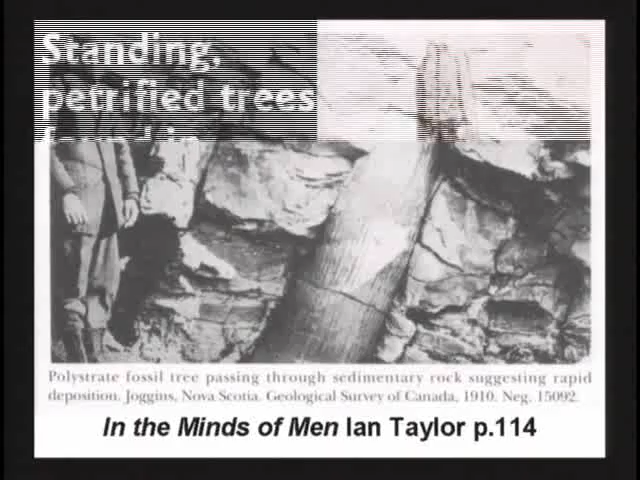 Standing,
petrified trees
Polystrate fossil tree passing through sedimentary rock suggesting rapid
deposition. Joggins, Nova Scotia. Geological Survey of Canada, 1910. Neg. 15092.
In the Minds of Men Ian Taylor p.114